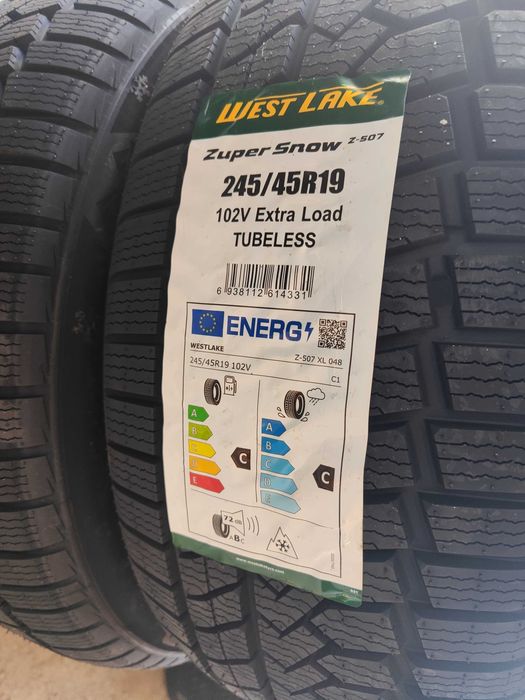 WEST LAKE®
Zuper Snow Z-507
245/45R19
102V Extra Load
TUBELESS
6 938112 614331
ENERG
WESTLAKE Z-507 XL 048
245/45R19 102V C1
A
B
D
E
C
A
B
C
D
E
C
72 dB
ABC